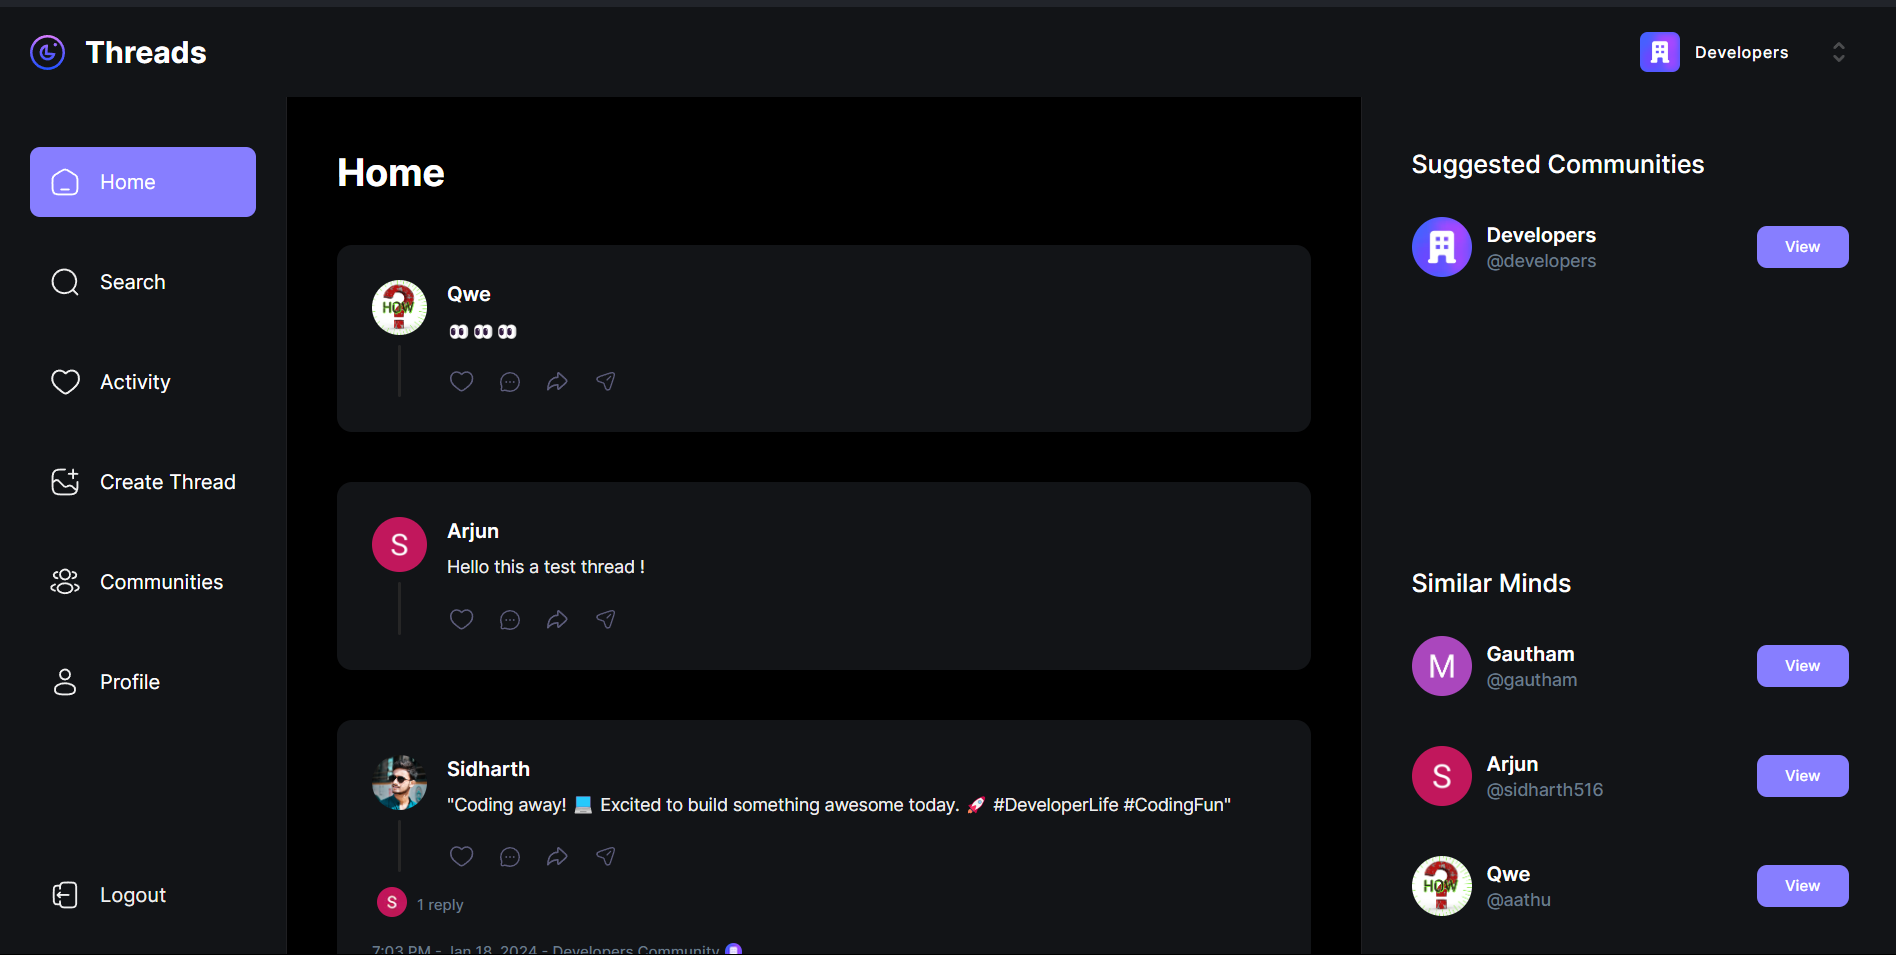 Threads
Developers
Home
Search
Activity
Create Thread
Communities
Profile
Logout
Home
HOW
Qwe
👀 👀 👀
S
Arjun
Hello this a test thread !
Sidharth
"Coding away! 💻 Excited to build something awesome today. 🚀 #DeveloperLife #CodingFun"
S
1 reply
7:03 PM - Jan 18, 2024 - Developers Community
Suggested Communities
Developers
@developers
View
Similar Minds
M
Gautham
@gautham
View
S
Arjun
@sidharth516
View
HOW
Qwe
@aathu
View